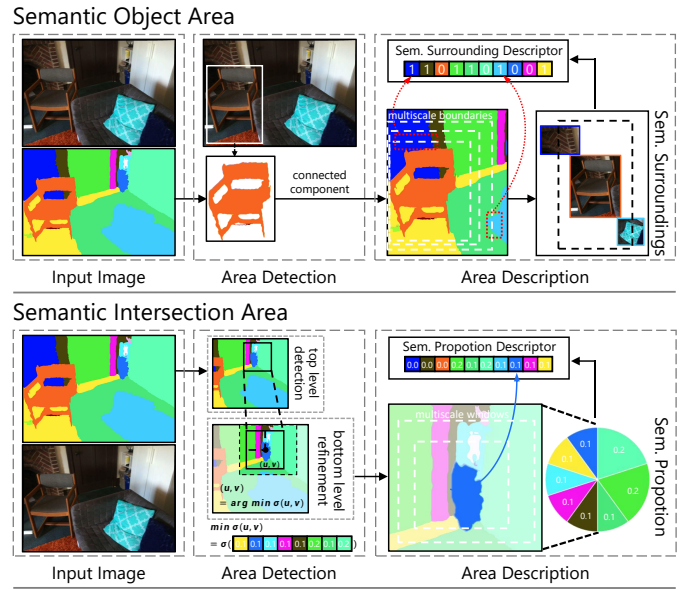 Semantic Object Area
Sem. Surrounding Descriptor
1 1 0 1 1 0 1 0 0 1
multiscale boundaries
connected
component
Sem. Surroundings
Input Image
Area Detection
Area Description
Semantic Intersection Area
top level
detection
bottom level
refinement
(u,v)
(u,v)
= arg min σ(u,v)
min σ(u,v)
= σ( 0.1 0.1 0.1 0.1 0.1 0.2 0.1 0.2 )
Sem. Propotion Descriptor
0.0 0.0 0.0 0.2 0.1 0.2 0.1 0.1 0.1 0.1
multiscale windows
0.1 0.2
0.1
0.1 0.2
0.1
0.1 0.1
Sem. Propotion
Input Image
Area Detection
Area Description